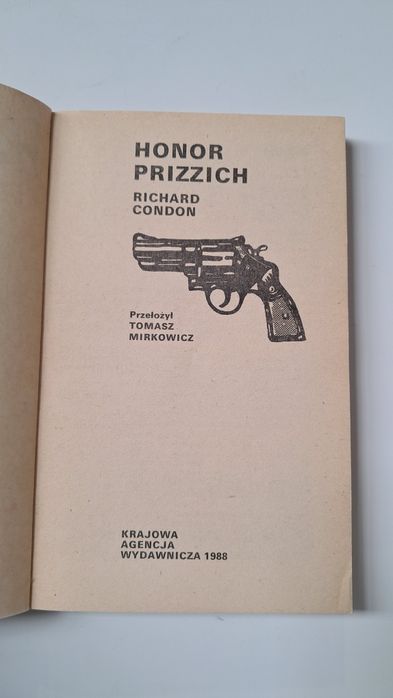 HONOR
PRIZZICH
RICHARD
CONDON
Przełożył
TOMASZ
MIRKOWICZ
KRAJOWA
AGENCJA
WYDAWNICZA 1988